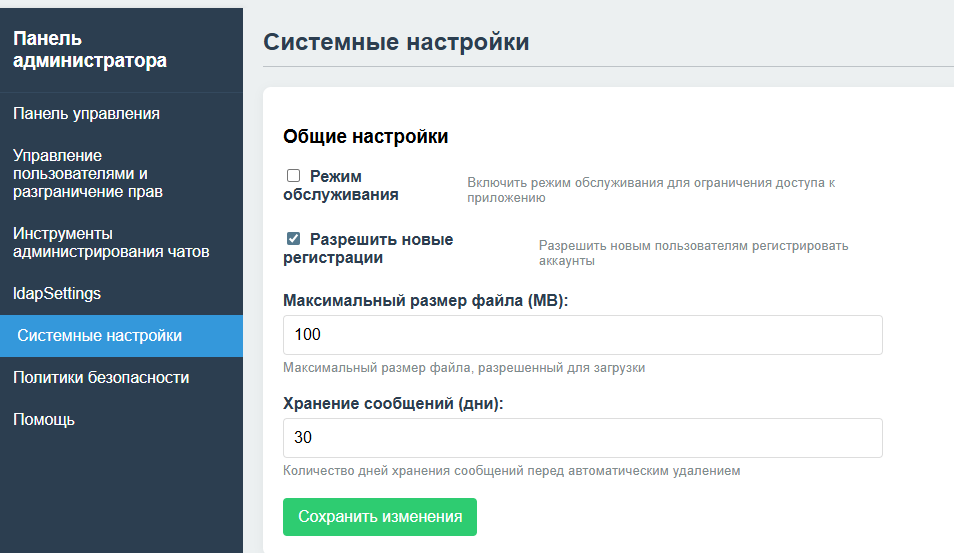 Панель
администратора
Панель управления
Управление
пользователями и
разграничение прав
Инструменты
администрирования чатов
ldapSettings
Системные настройки
Политики безопасности
Помощь
Системные настройки
Общие настройки
Режим
обслуживания
Включить режим обслуживания для ограничения доступа к
приложению
Разрешить новые
регистрации
Разрешить новым пользователям регистрировать
аккаунты
Максимальный размер файла (MB):
100
Максимальный размер файла, разрешенный для загрузки
Хранение сообщений (дни):
30
Количество дней хранения сообщений перед автоматическим удалением
Сохранить изменения